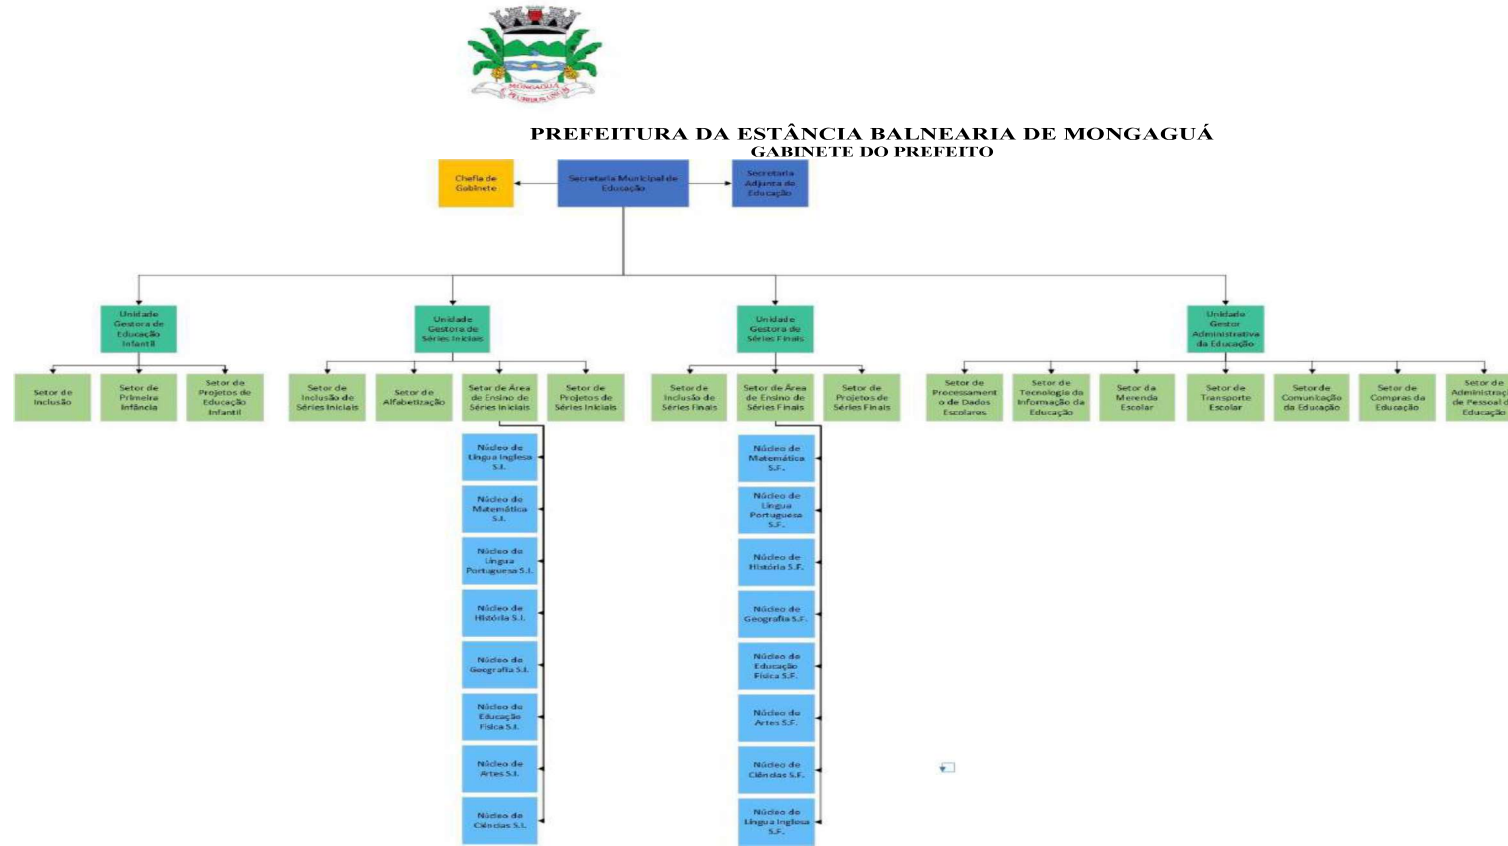 MONGAGUÁ
PREFEITURA DA ESTÂNCIA BALNEARIA DE MONGAGUÁ
GABINETE DO PREFEITO
Chefia de
Gabinete
Secretaria Municipal de
Educação
Secretaria
Adjunta de
Educação
Unidade
Gestora de
Educação
Infantil
Unidade
Gestora de
Séries Iniciais
Unidade
Gestora de
Séries Finais
Unidade
Gestor
Administrativa
da Educação
Setor de
Inclusão
Setor de
Primeira
Infância
Setor de
Projetos de
Educação
Infantil
Setor de
Inclusão de
Séries Iniciais
Setor de
Alfabetização
Setor de Área
de Ensino de
Séries Iniciais
Setor de
Projetos de
Séries Iniciais
Setor de
Inclusão de
Séries Finais
Setor de Área
de Ensino de
Séries Finais
Setor de
Projetos de
Séries Finais
Setor de
Processament
o de Dados
Escolares
Setor de
Tecnologia da
Informação da
Educação
Setor da
Merenda
Escolar
Setor de
Transporte
Escolar
Setor de
Comunicação
da Educação
Setor de
Compras da
Educação
Setor de
Administraçã
de Pessoal d
Educação
Núcleo de
Língua Inglesa
S.I.
Núcleo de
Matemática
S.I.
Núcleo de
Língua
Portuguesa S.I.
Núcleo de
História S.I.
Núcleo de
Geografia S.I.
Núcleo de
Educação
Física S.I.
Núcleo de
Artes S.I.
Núcleo de
Ciências S.I.
Núcleo de
Matemática
S.F.
Núcleo de
Língua
Portuguesa
S.F.
Núcleo de
História S.F.
Núcleo de
Geografia S.F.
Núcleo de
Educação
Física S.F.
Núcleo de
Artes S.F.
Núcleo de
Ciências S.F.
Núcleo de
Língua Inglesa
S.F.